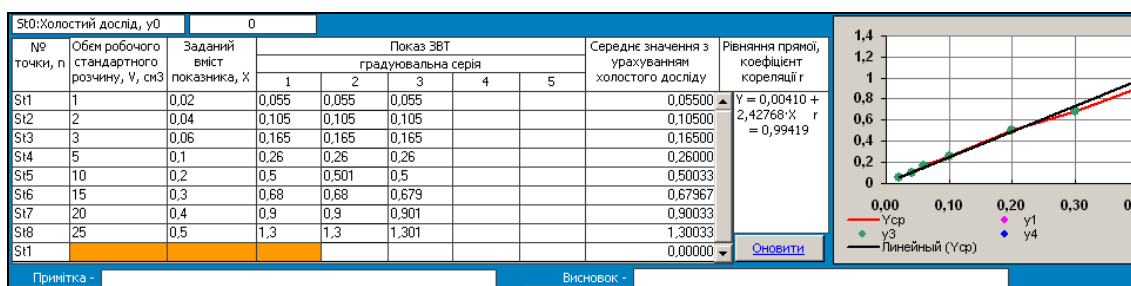 St0:Холостий дослід, y0 0
№ точки, n Обєм робочого стандартного розчину, V, см3 Заданий вміст показника, X Показ ЗВТ Середнє значення з урахуванням холостого досліду Рівняння прямої, коефіцієнт кореляції r
градуювальна серія
1 2 3 4 5
St1 1 0,02 0,055 0,055 0,055 0,05500
St2 2 0,04 0,105 0,105 0,105 0,10500
St3 3 0,06 0,165 0,165 0,165 0,16500
St4 5 0,1 0,26 0,26 0,26 0,26000
St5 10 0,2 0,5 0,501 0,5 0,50033
St6 15 0,3 0,68 0,68 0,679 0,67967
St7 20 0,4 0,9 0,9 0,901 0,90033
St8 25 0,5 1,3 1,3 1,301 1,30033
St1 0,00000
Y = 0,00410 +
2,42768·X r
= 0,99419
Оновити
Примітка -
Висновок -
1,4
1,2
1
0,8
0,6
0,4
0,2
0
0,00 0,10 0,20 0,30
Yср
y1
y3
y4
Линейный (Yср)